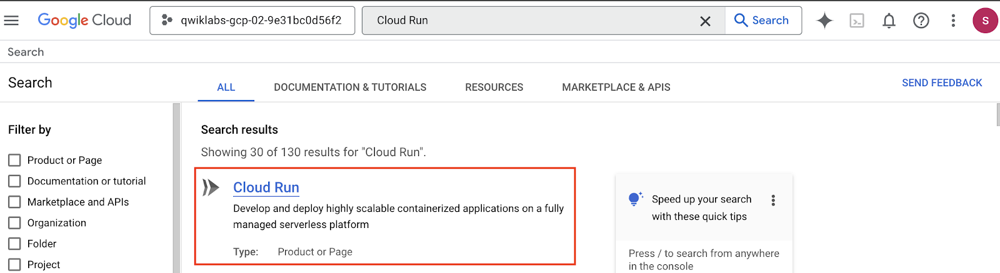 Google Cloud
qwiklabs-gcp-02-9e31bc0d56f2
Cloud Run
Search
S
Search
Search
ALL
DOCUMENTATION & TUTORIALS
RESOURCES
MARKETPLACE & APIS
SEND FEEDBACK
Filter by
Product or Page
Documentation or tutorial
Marketplace and APIs
Organization
Folder
Project
Search results
Showing 30 of 130 results for "Cloud Run".
Cloud Run
Develop and deploy highly scalable containerized applications on a fully
managed serverless platform
Type: Product or Page
Speed up your search
with these quick tips
Press / to search from anywhere
in the console